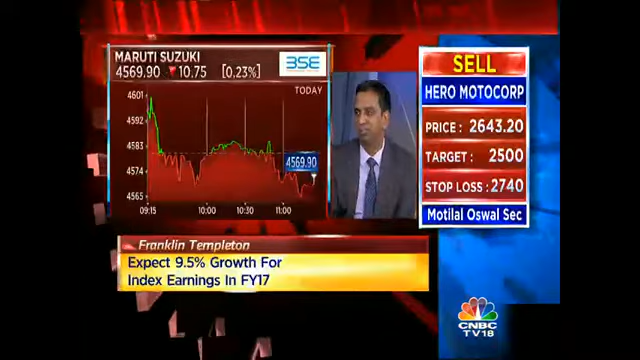 MARUTI SUZUKI
4569.90 ▼ 10.75 [0.23%]
BSE
TODAY
4601
4592
4583
4574
4565
4569.90
09:15
10:00
10:30
11:00
SELL
HERO MOTOCORP
PRICE : 2643.20
TARGET : 2500
STOP LOSS : 2740
Motilal Oswal Sec
Franklin Templeton
Expect 9.5% Growth For
Index Earnings In FY17
CNBC
TV18